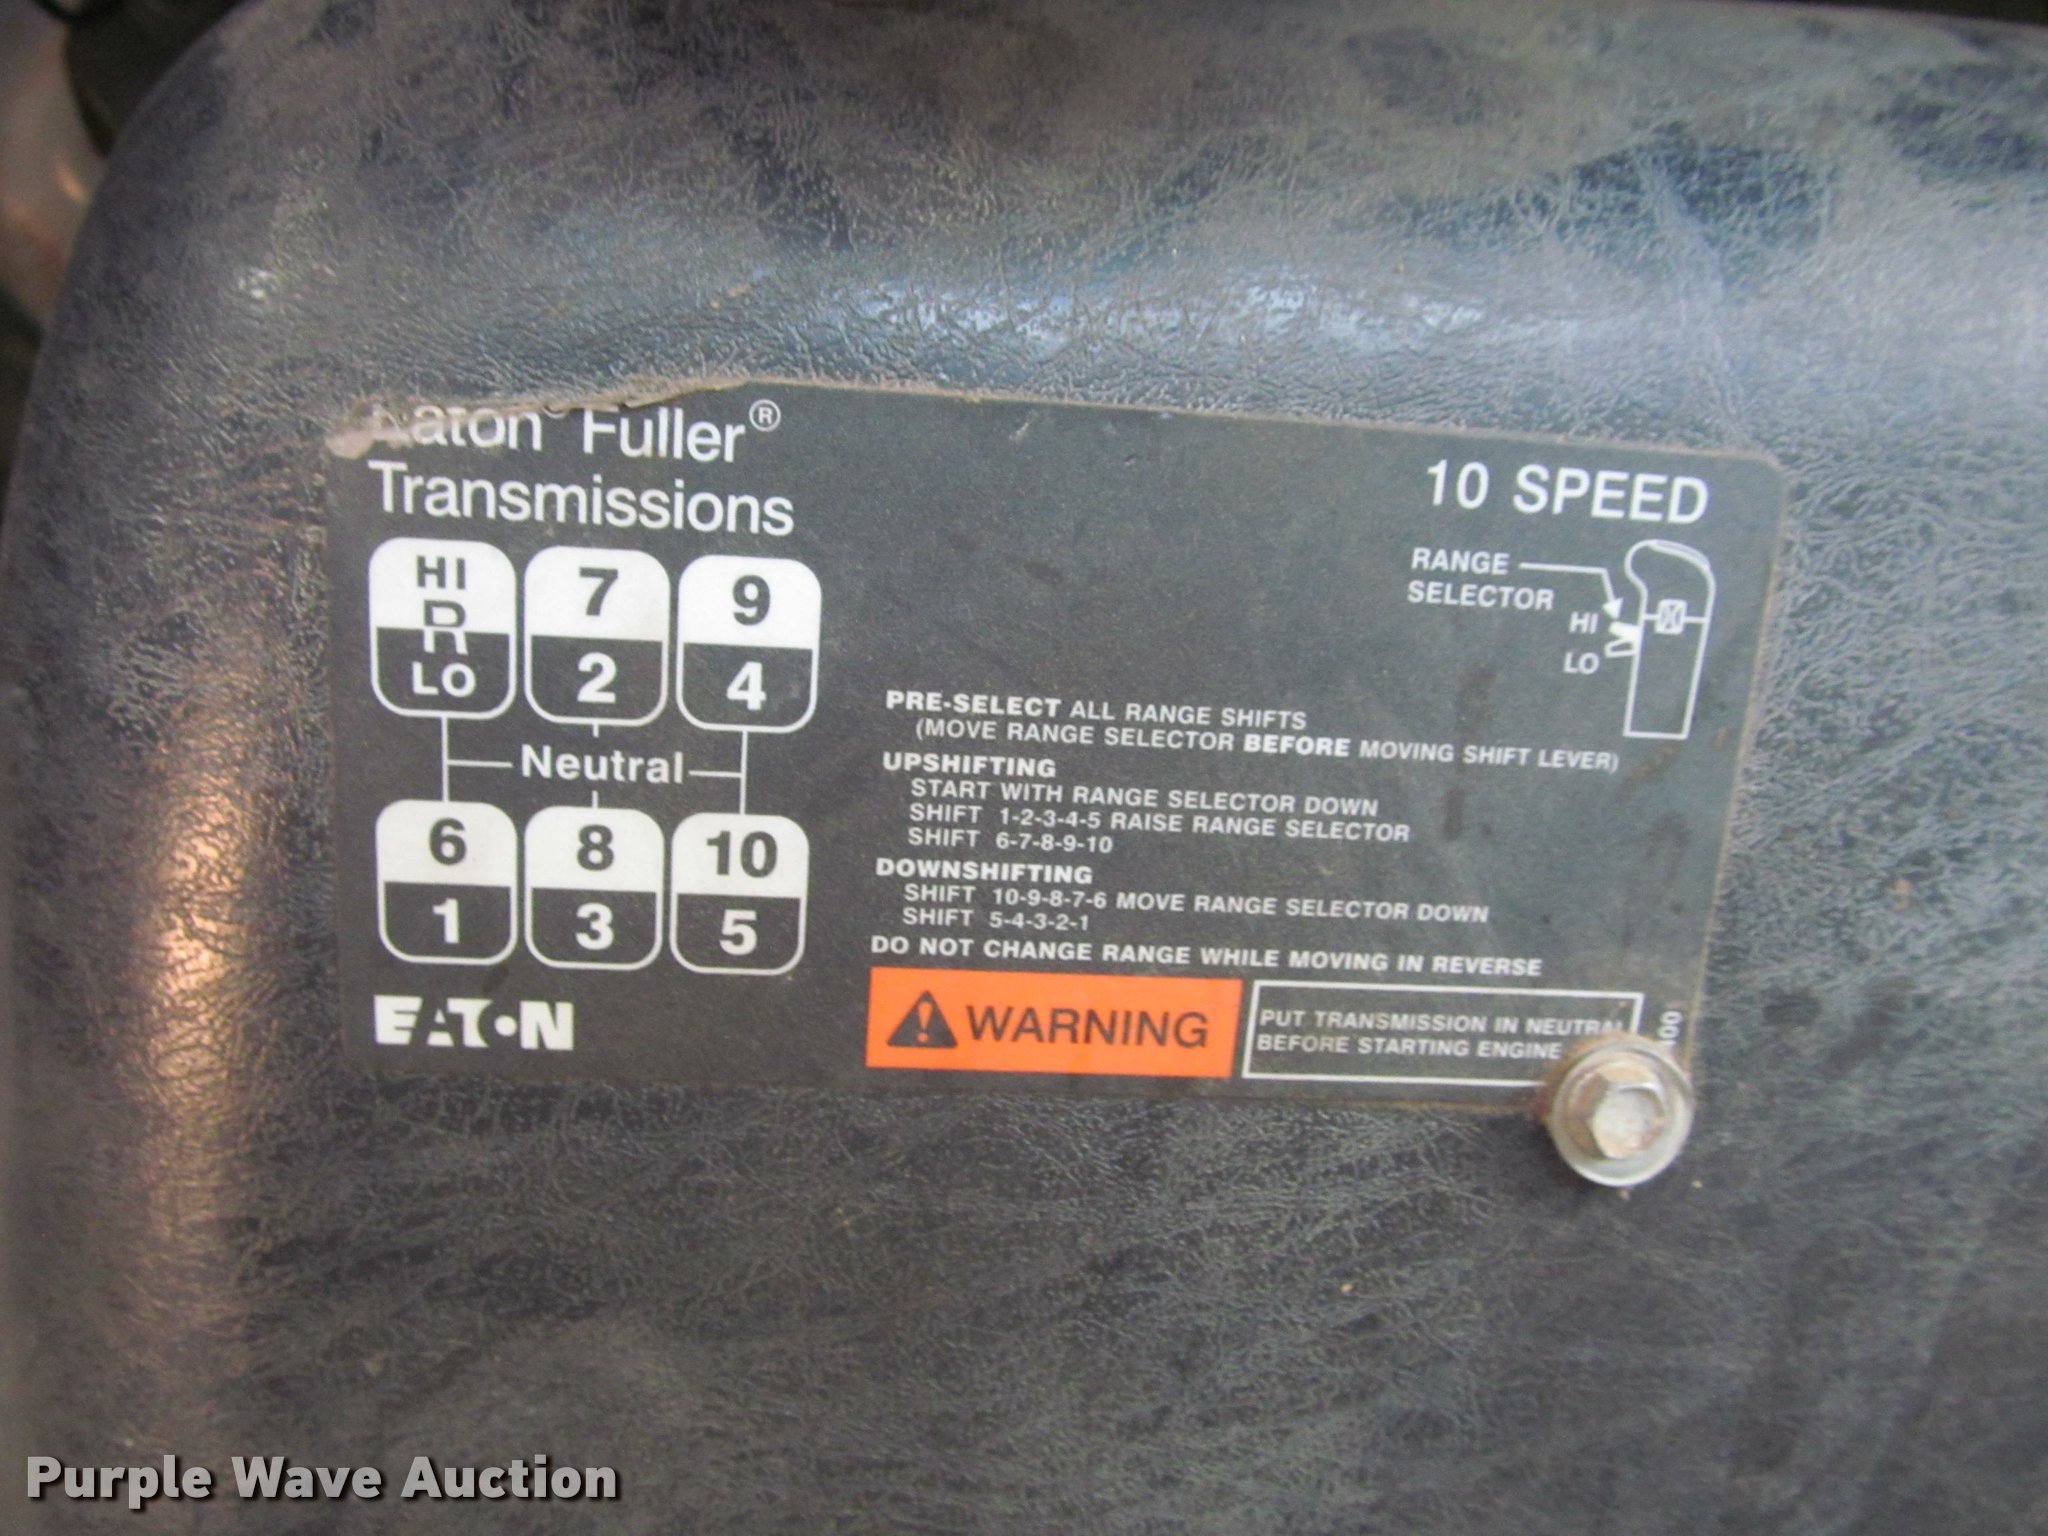 Eaton® Fuller®
Transmissions
10 SPEED
HI
R
LO
7
2
9
4
Neutral
6
1
8
3
10
5
EATON
RANGE
SELECTOR
HI
LO
PRE-SELECT ALL RANGE SHIFTS
(MOVE RANGE SELECTOR BEFORE MOVING SHIFT LEVER)
UPSHIFTING
START WITH RANGE SELECTOR DOWN
SHIFT 1-2-3-4-5 RAISE RANGE SELECTOR
SHIFT 6-7-8-9-10
DOWNSHIFTING
SHIFT 10-9-8-7-6 MOVE RANGE SELECTOR DOWN
SHIFT 5-4-3-2-1
DO NOT CHANGE RANGE WHILE MOVING IN REVERSE
WARNING
PUT TRANSMISSION IN NEUTRAL
BEFORE STARTING ENGINE
Purple Wave Auction